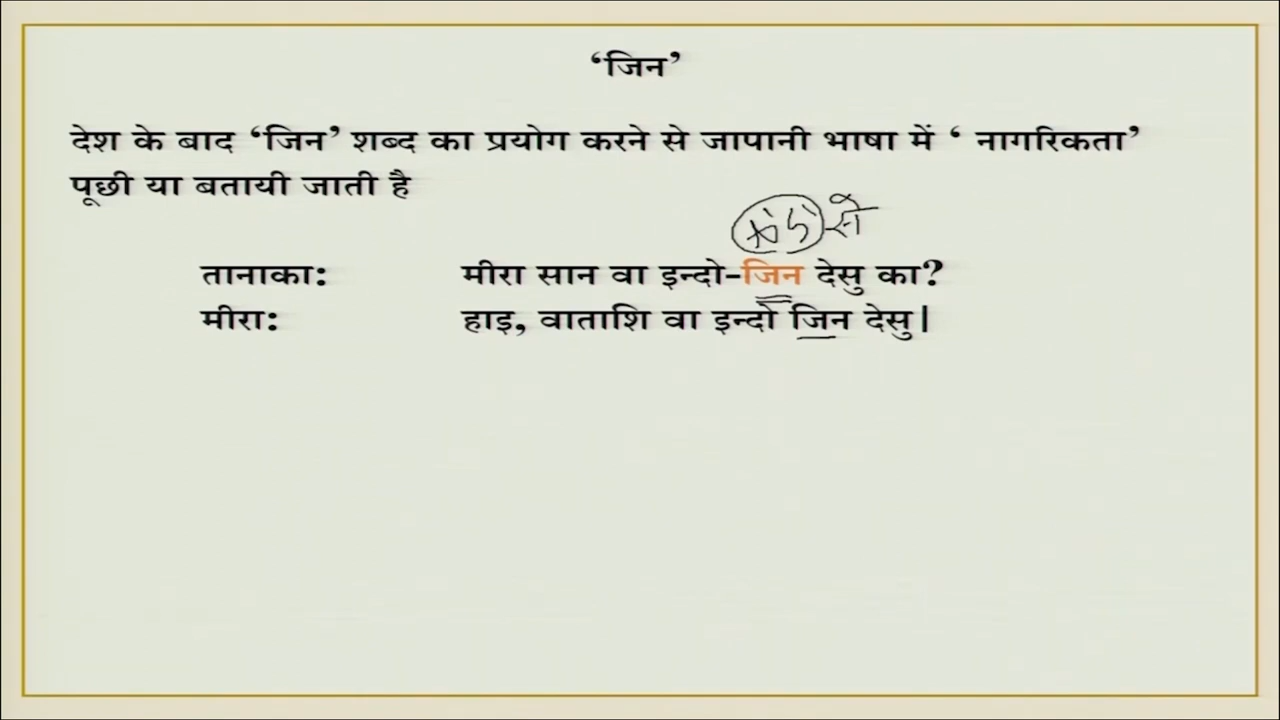 ‘जिन’
देश के बाद ‘जिन’ शब्द का प्रयोग करने से जापानी भाषा में ‘ नागरिकता’
पूछी या बतायी जाती है
से
तानाका: मीरा सान वा इन्दो-जिन देसु का?
मीरा: हाइ, वाताशि वा इन्दो जिन देसु|